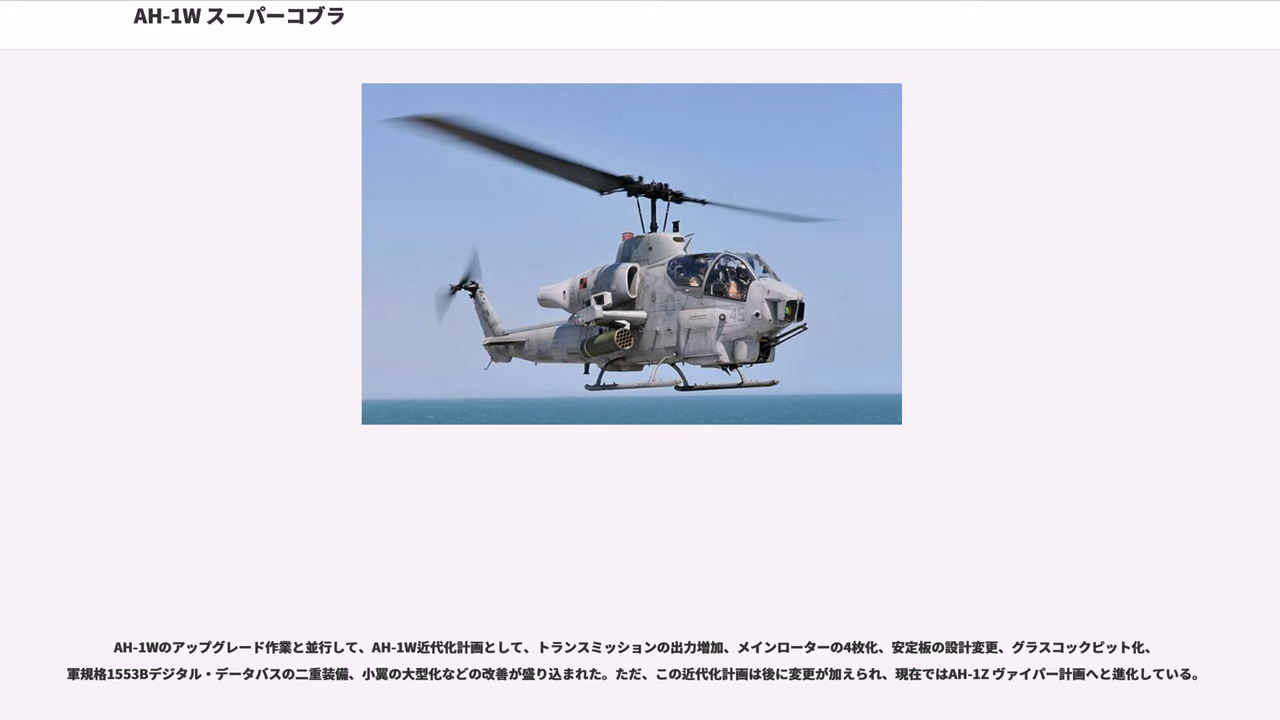 AH-1W スーパーコブラ
AH-1Wのアップグレード作業と並行して、AH-1W近代化計画として、トランスミッションの出力増加、メインローターの4枚化、安定板の設計変更、グラスコックピット化、
軍規格1553Bデジタル・データバスの二重装備、小翼の大型化などの改善が盛り込まれた。ただ、この近代化計画は後に変更が加えられ、現在ではAH-1Z ヴァイパー計画へと進化している。